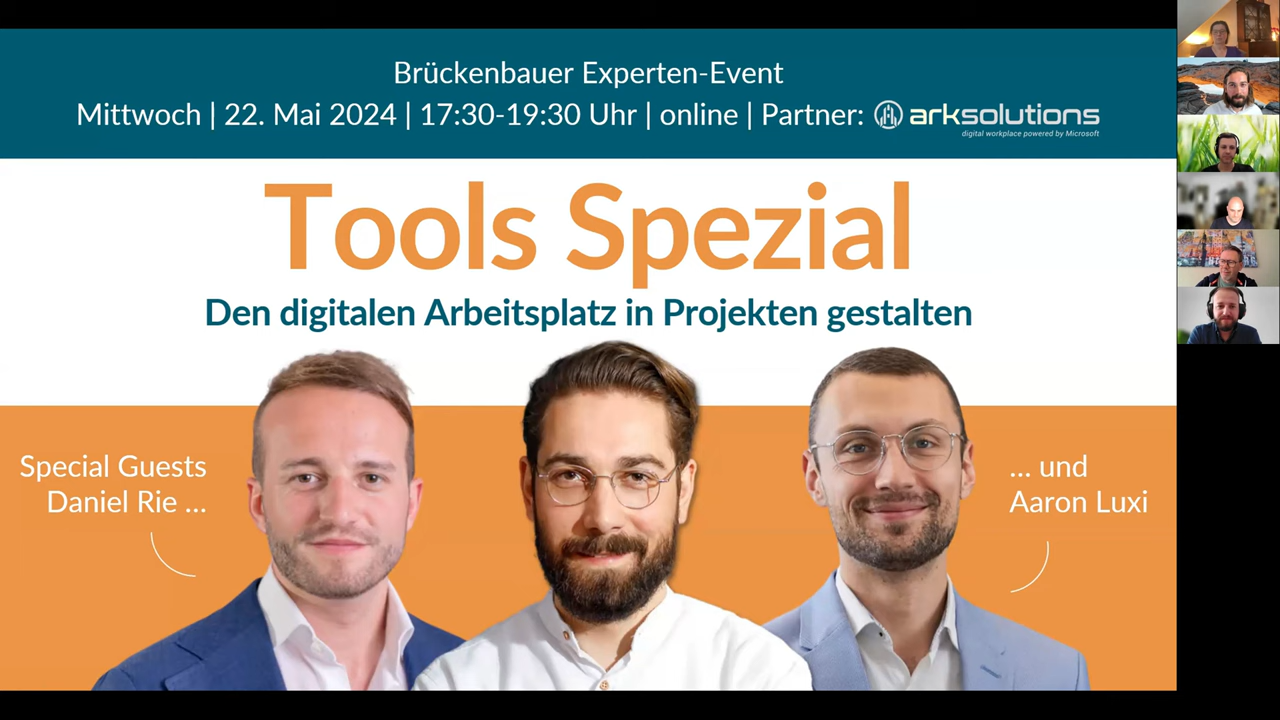 Brückenbauer Experten-Event
Mittwoch | 22. Mai 2024 | 17:30-19:30 Uhr | online | Partner: arksolutions
digital workplace powered by Microsoft
Tools Spezial
Den digitalen Arbeitsplatz in Projekten gestalten
Special Guests
Daniel Rie ...
... und
Aaron Luxi